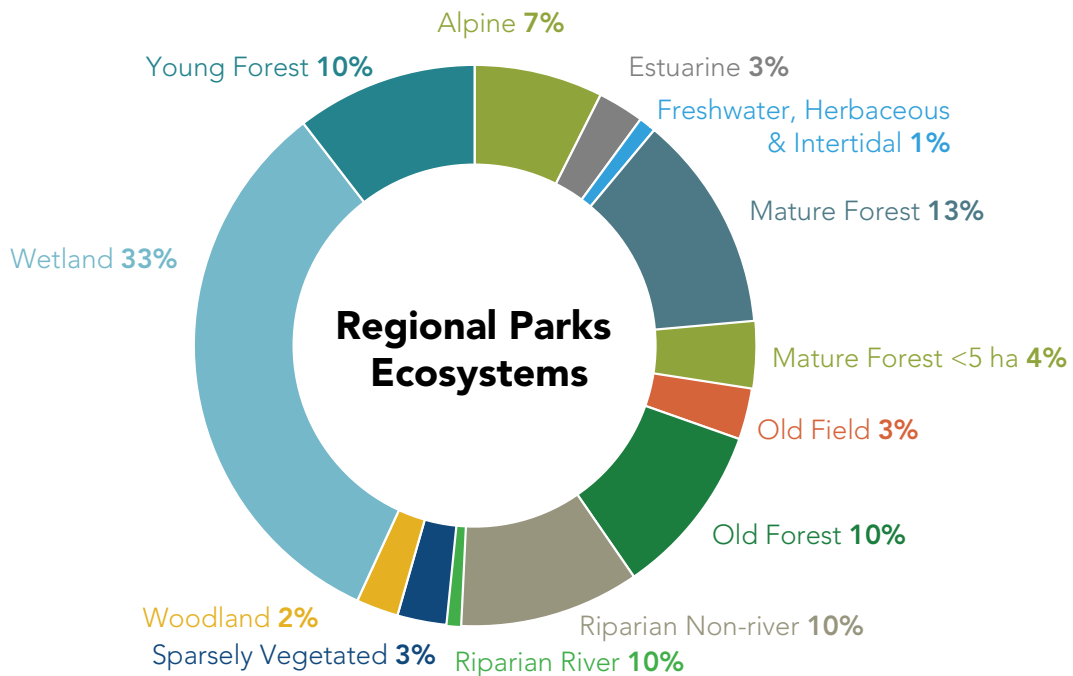 Alpine 7%
Estuarine 3%
Freshwater, Herbaceous
& Intertidal 1%
Mature Forest 13%
Mature Forest <5 ha 4%
Old Field 3%
Old Forest 10%
Riparian Non-river 10%
Riparian River 10%
Sparsely Vegetated 3%
Woodland 2%
Wetland 33%
Young Forest 10%
Regional Parks
Ecosystems